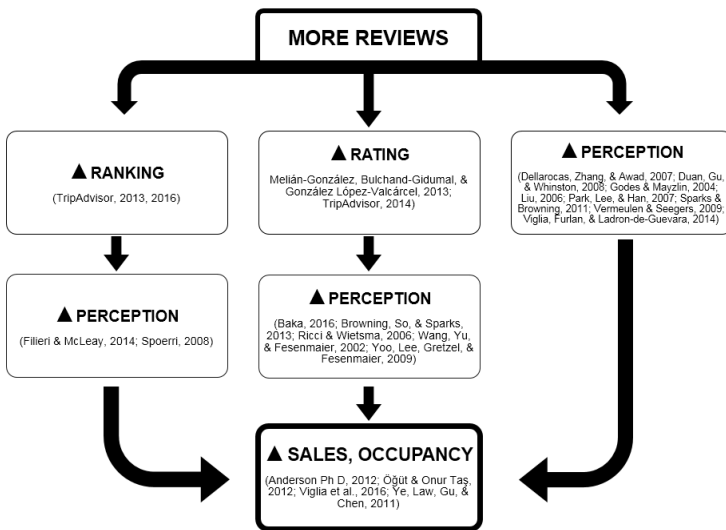 MORE REVIEWS
▲ RANKING
(TripAdvisor, 2013, 2016)
▲ RATING
Melián-González, Bulchand-Gidumal, &
González López-Valcárcel, 2013;
TripAdvisor, 2014)
▲ PERCEPTION
(Dellarocas, Zhang, & Awad, 2007; Duan, Gu,
& Whinston, 2008; Godes & Mayzlin, 2004;
Liu, 2006; Park, Lee, & Han, 2007; Sparks &
Browning, 2011; Vermeulen & Seegers, 2009;
Viglia, Furlan, & Ladron-de-Guevara, 2014)
▲ PERCEPTION
(Filieri & McLeay, 2014; Spoerri, 2008)
▲ PERCEPTION
(Baka, 2016; Browning, So, & Sparks,
2013; Ricci & Wietsma, 2006; Wang, Yu,
& Fesenmaier, 2002; Yoo, Lee, Gretzel, &
Fesenmaier, 2009)
▲ SALES, OCCUPANCY
(Anderson Ph D, 2012; Öğüt & Onur Taş,
2012; Viglia et al., 2016; Ye, Law, Gu, &
Chen, 2011)